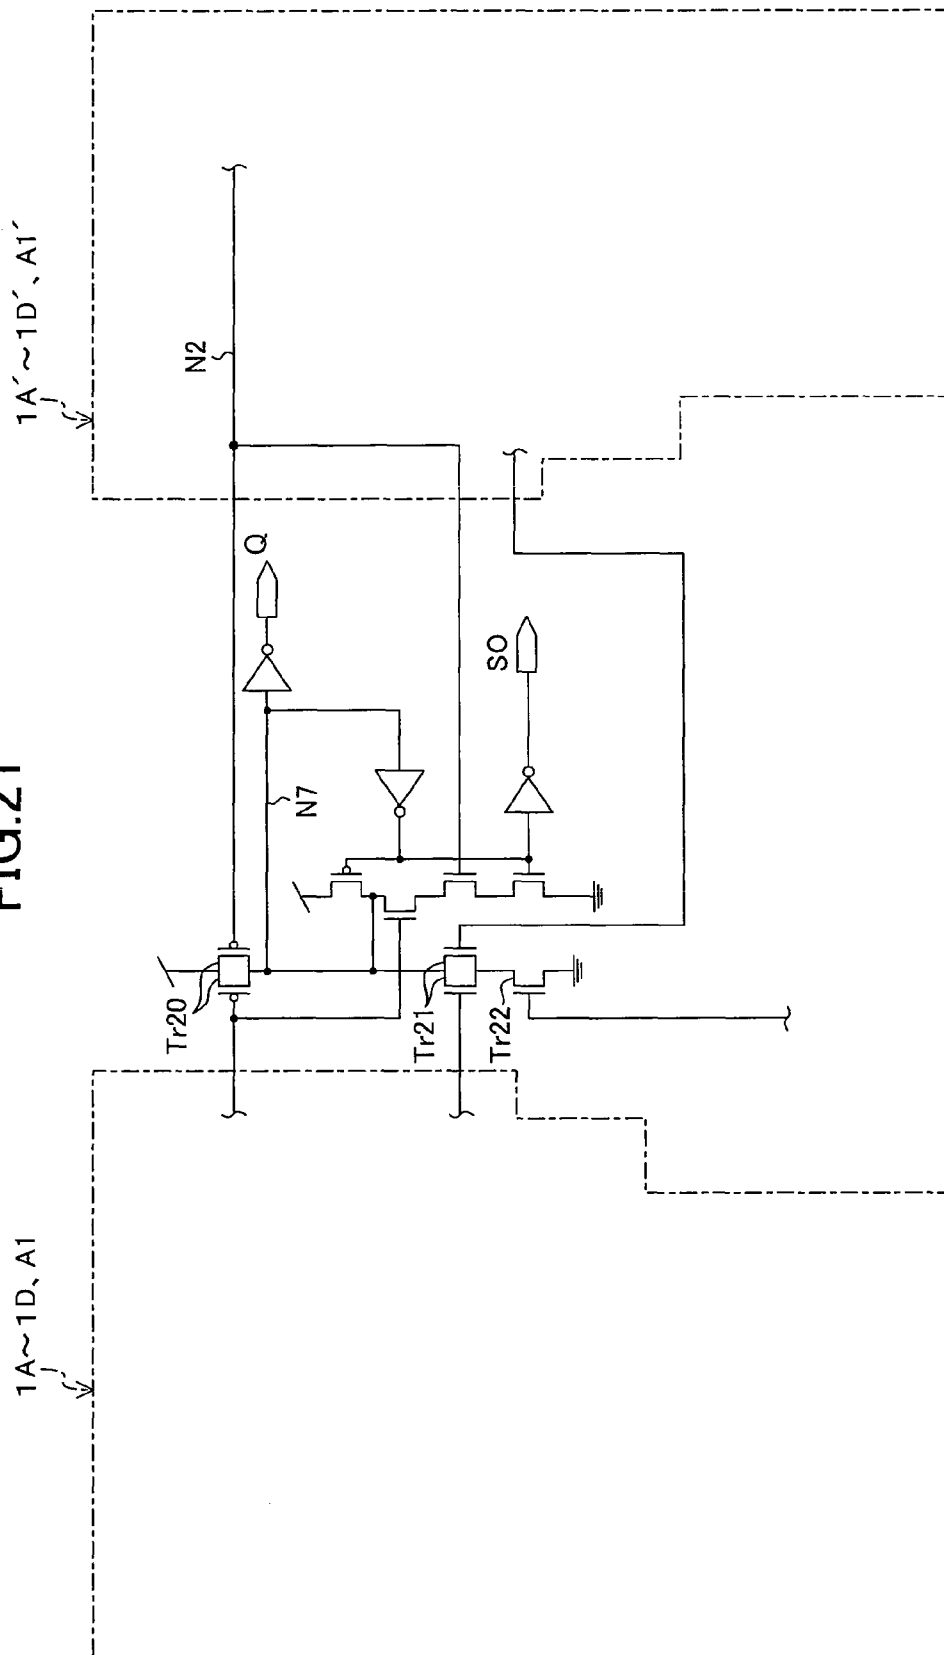 FIG.21
1A～1D、A1
1A´～1D´、A1´
Tr20
N2
N7
Q
Tr21
Tr22
SO